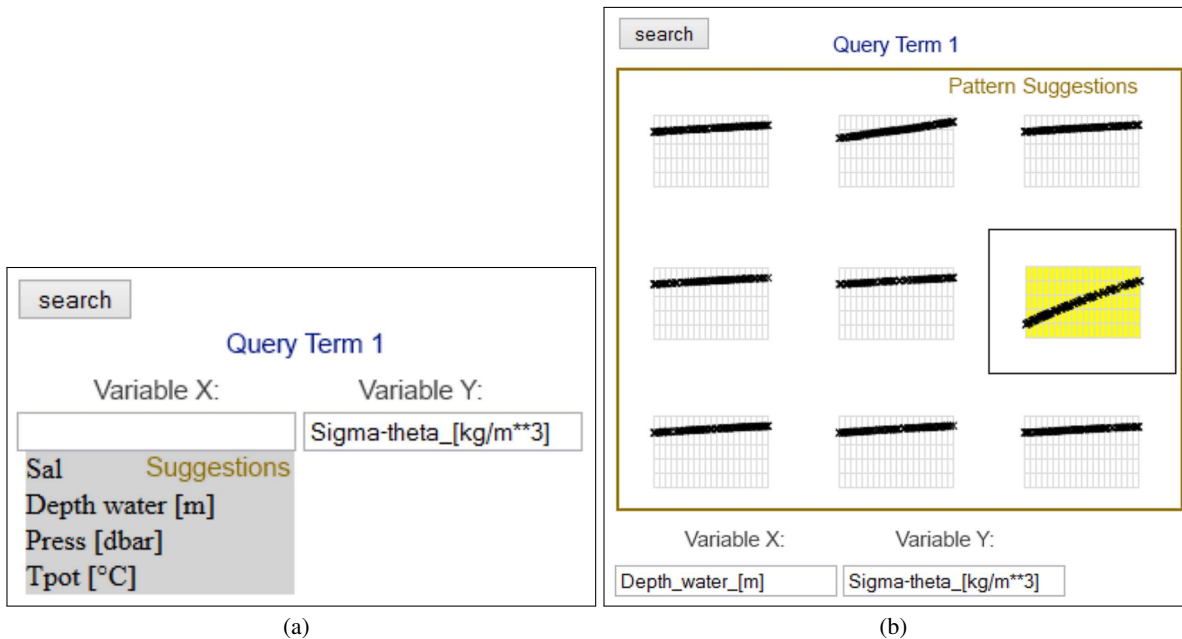 search
Query Term 1
Variable X: Variable Y:
Sigma-theta_[kg/m**3]
Sal Suggestions
Depth water [m]
Press [dbar]
Tpot [°C]
(a)
search
Query Term 1
Pattern Suggestions
Variable X: Variable Y:
Depth_water_[m] Sigma-theta_[kg/m**3]
(b)